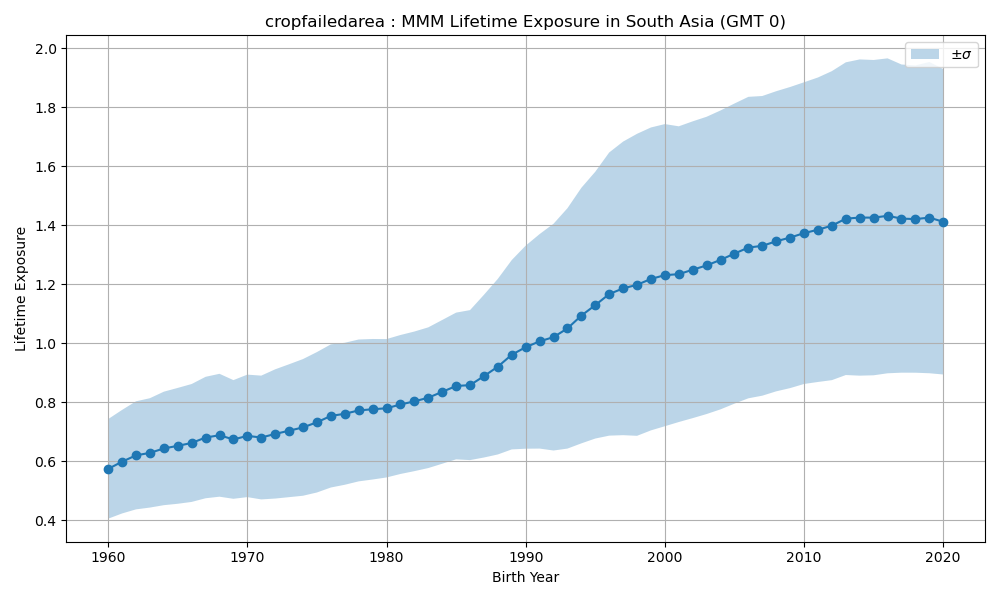 cropfailedarea : MMM Lifetime Exposure in South Asia (GMT 0)
±σ
Lifetime Exposure
2.0
1.8
1.6
1.4
1.2
1.0
0.8
0.6
0.4
1960 1970 1980 1990 2000 2010 2020
Birth Year